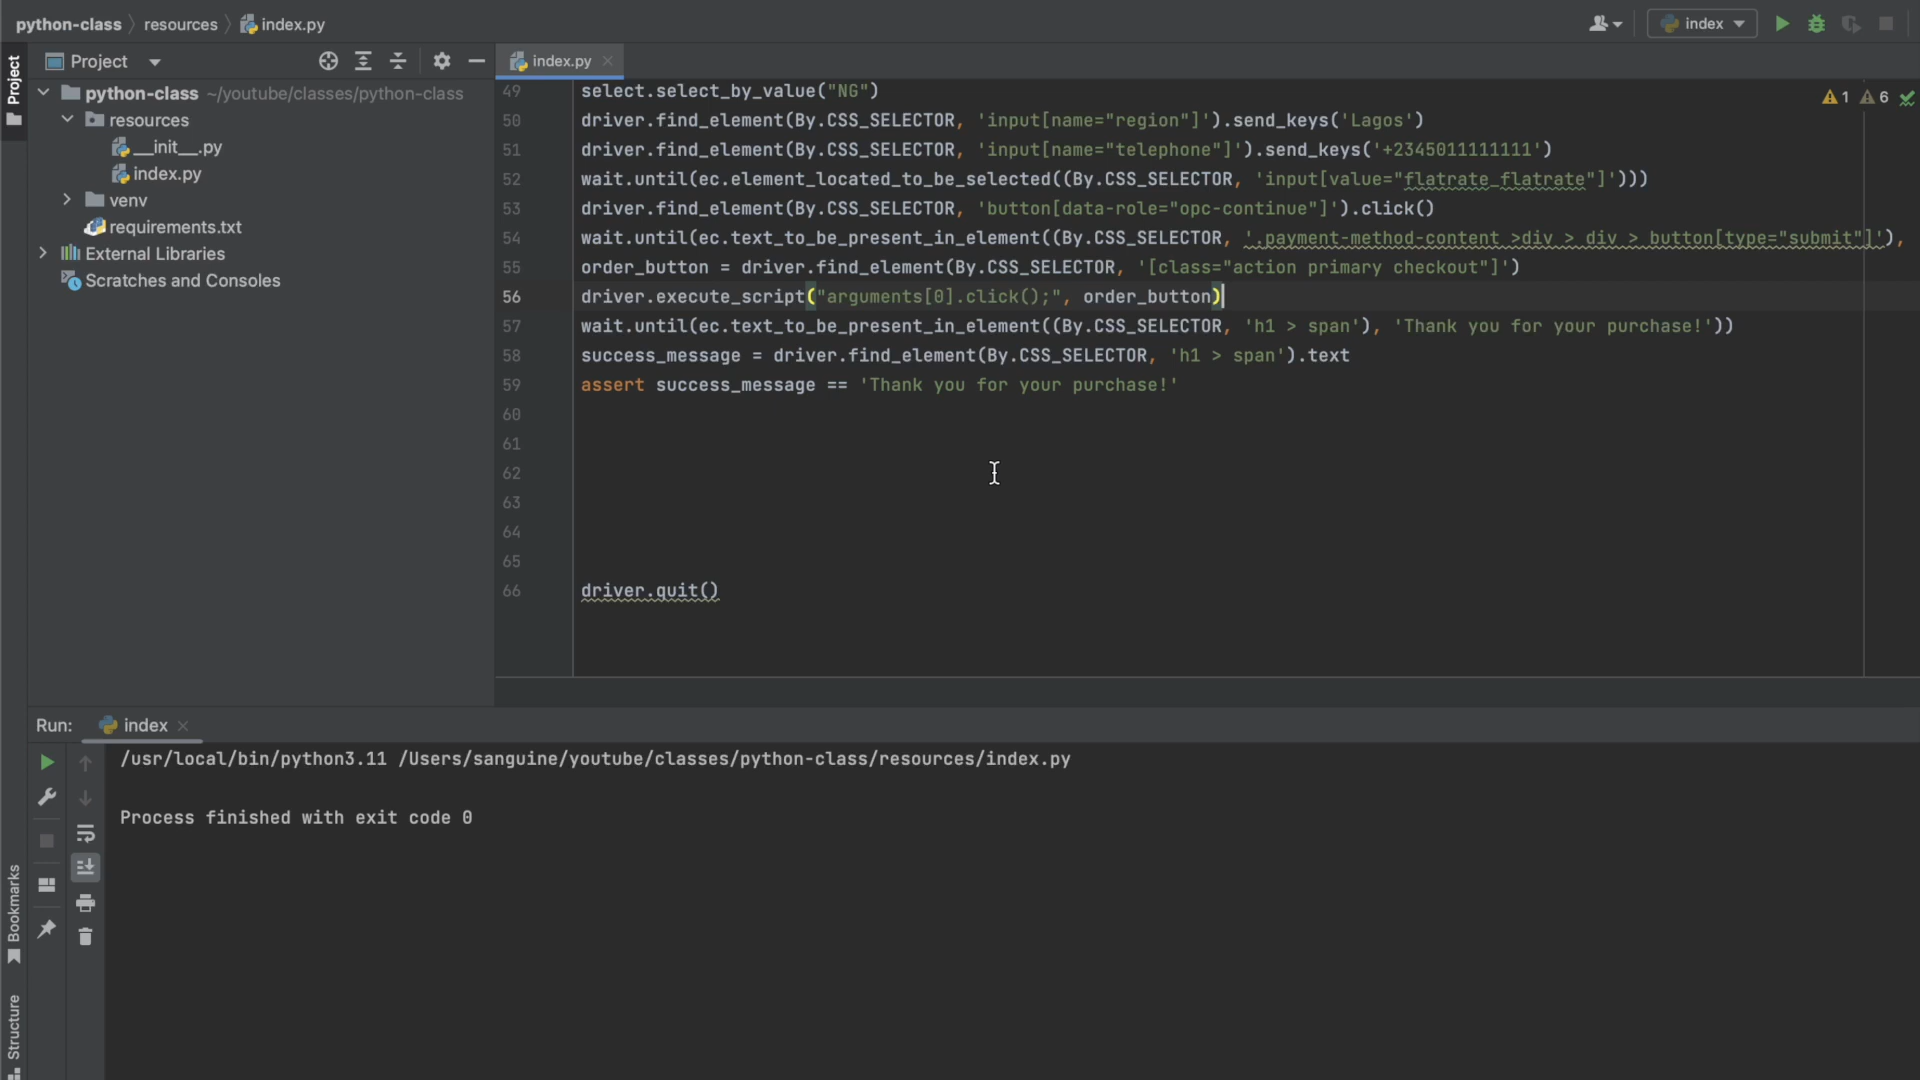 python-class
resources
index.py
index
Project
Project
index.py
python-class ~/youtube/classes/python-class
resources
__init__.py
index.py
venv
requirements.txt
External Libraries
Scratches and Consoles
1
6
49 select.select_by_value("NG")
50 driver.find_element(By.CSS_SELECTOR, 'input[name="region"]').send_keys('Lagos')
51 driver.find_element(By.CSS_SELECTOR, 'input[name="telephone"]').send_keys('+2345011111111')
52 wait.until(ec.element_located_to_be_selected((By.CSS_SELECTOR, 'input[value="flatrate_flatrate"]')))
53 driver.find_element(By.CSS_SELECTOR, 'button[data-role="opc-continue"]').click()
54 wait.until(ec.text_to_be_present_in_element((By.CSS_SELECTOR, '.payment-method-content >div > div > button[type="submit"]'),
55 order_button = driver.find_element(By.CSS_SELECTOR, '[class="action primary checkout"]')
56 driver.execute_script("arguments[0].click();", order_button)
57 wait.until(ec.text_to_be_present_in_element((By.CSS_SELECTOR, 'h1 > span'), 'Thank you for your purchase!'))
58 success_message = driver.find_element(By.CSS_SELECTOR, 'h1 > span').text
59 assert success_message == 'Thank you for your purchase!'
60
61
62
63
64
65
66 driver.quit()
Run: index
/usr/local/bin/python3.11 /Users/sanguine/youtube/classes/python-class/resources/index.py
Process finished with exit code 0
Bookmarks
Structure